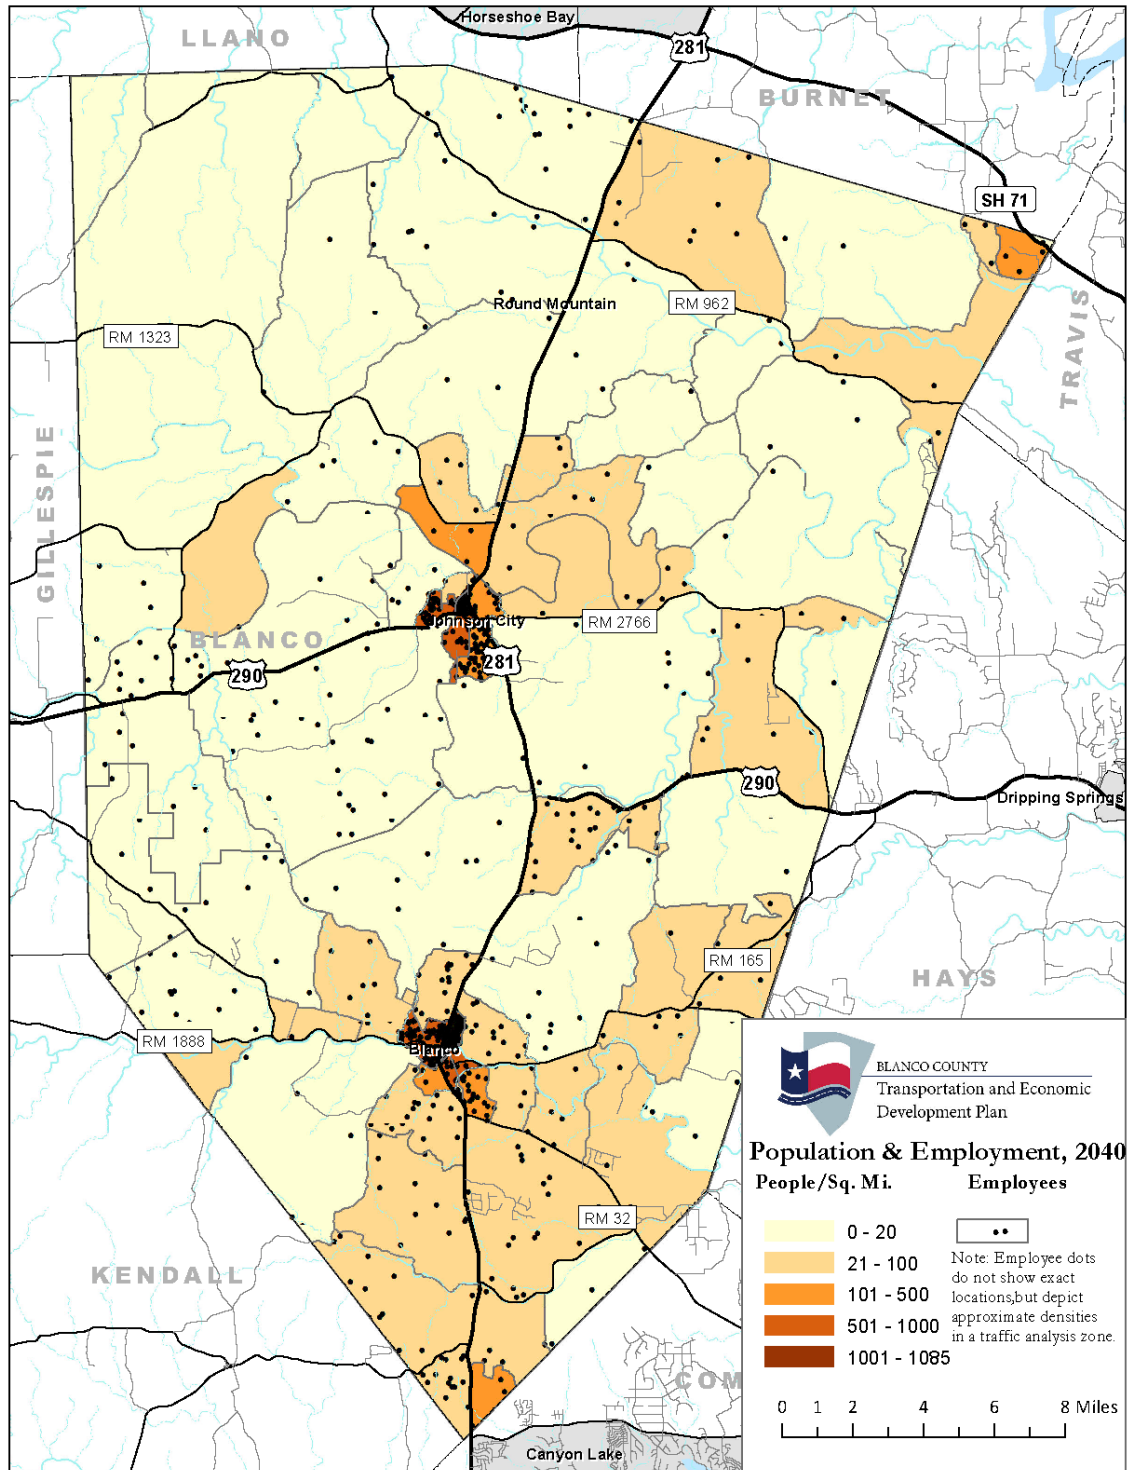 Horseshoe Bay
LLANO
281
BURNET
SH 71
Round Mountain
RM 962
RM 1323
TRAVIS
GILLESPIE
Johnson City
RM 2766
BLANCO
281
290
290
Dripping Springs
RM 165
HAYS
RM 1888
Blanco
RM 32
KENDALL
COM
Canyon Lake
BLANCO COUNTY
Transportation and Economic
Development Plan
Population & Employment, 2040
People/Sq. Mi.
Employees
0 - 20
21 - 100
101 - 500
501 - 1000
1001 - 1085
Note: Employee dots
do not show exact
locations,but depict
approximate densities
in a traffic analysis zone.
0 1 2 4 6 8 Miles